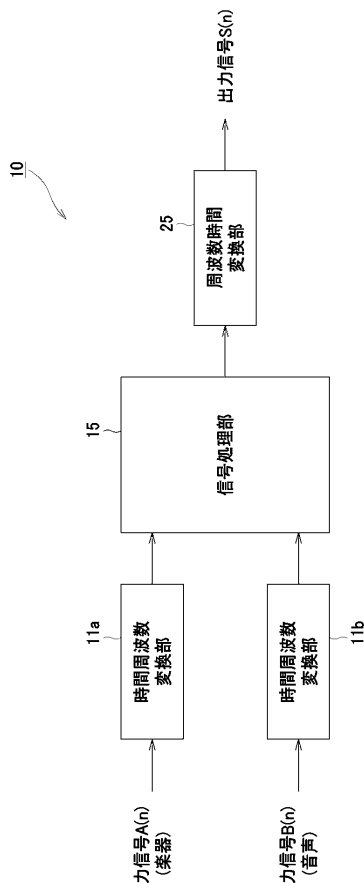 10
力信号A(n)
(楽器)
11a
時間周波数
変換部
力信号B(n)
(音声)
11b
時間周波数
変換部
15
信号処理部
25
周波数時間
変換部
出力信号S(n)